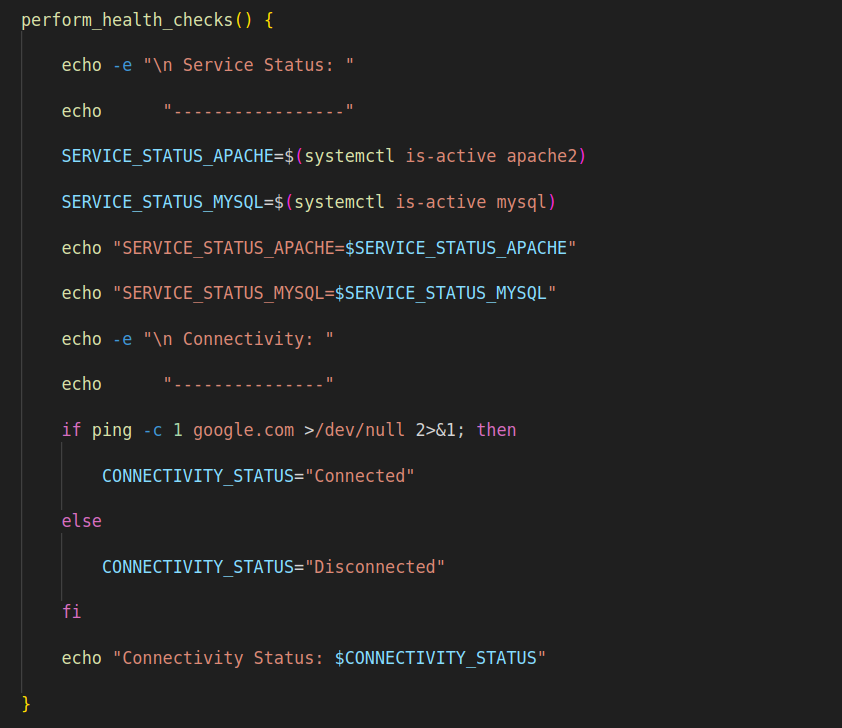 perform_health_checks() {
    echo -e "\n Service Status: "
    echo      "-----------------"
    SERVICE_STATUS_APACHE=$(systemctl is-active apache2)
    SERVICE_STATUS_MYSQL=$(systemctl is-active mysql)
    echo "SERVICE_STATUS_APACHE=$SERVICE_STATUS_APACHE"
    echo "SERVICE_STATUS_MYSQL=$SERVICE_STATUS_MYSQL"
    echo -e "\n Connectivity: "
    echo      "---------------"
    if ping -c 1 google.com >/dev/null 2>&1; then
        CONNECTIVITY_STATUS="Connected"
    else
        CONNECTIVITY_STATUS="Disconnected"
    fi
    echo "Connectivity Status: $CONNECTIVITY_STATUS"
}